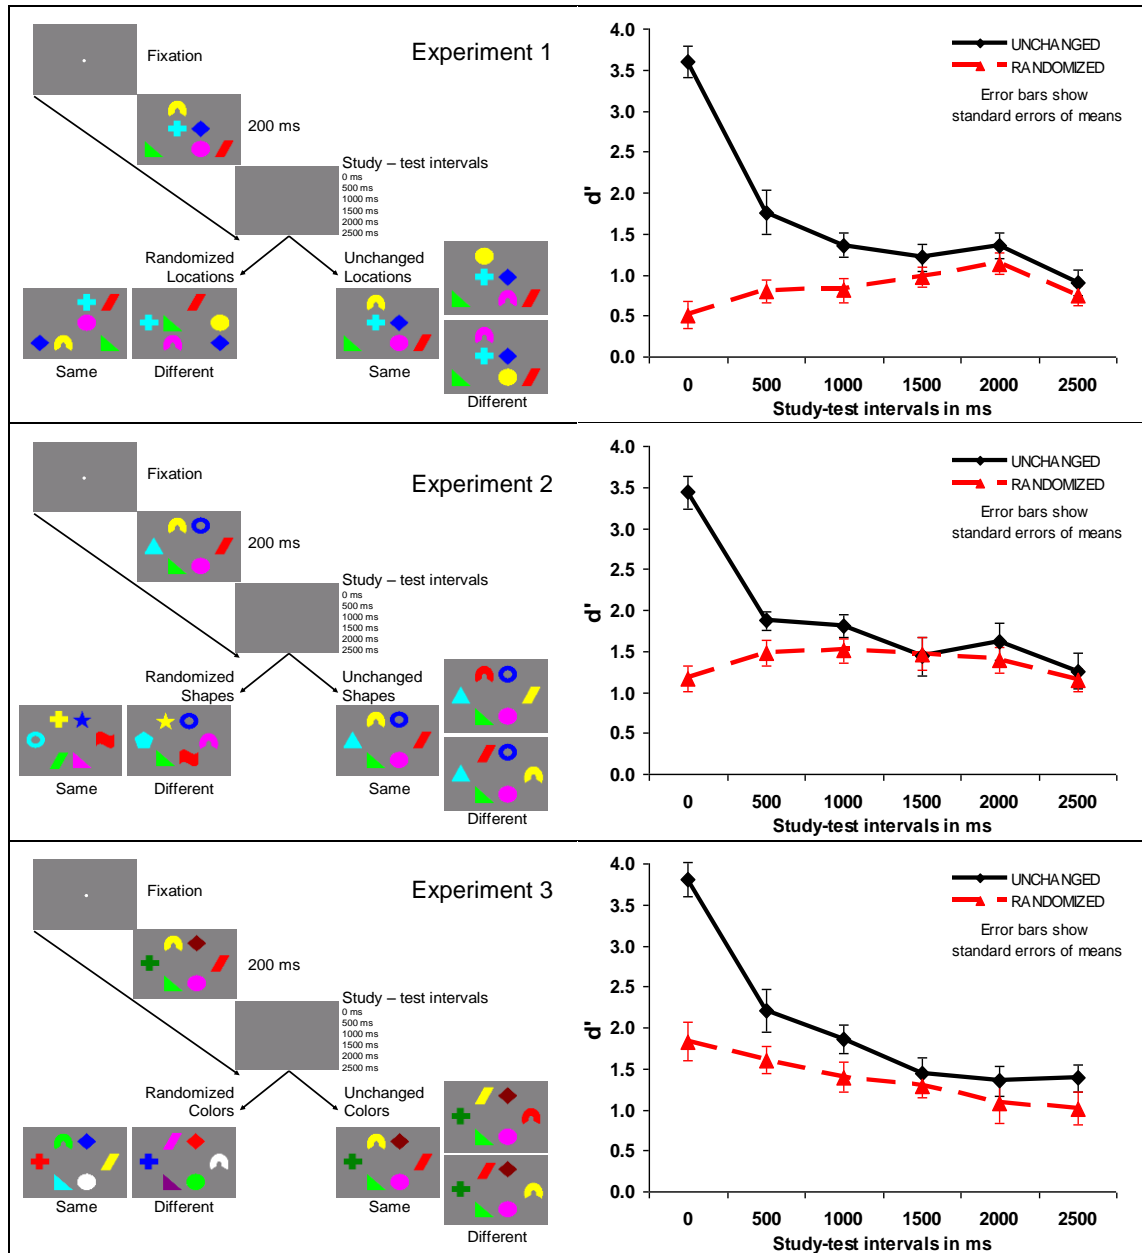 Experiment 1
Fixation
200 ms
Study – test intervals
0 ms
500 ms
1000 ms
1500 ms
2000 ms
2500 ms
Randomized
Locations
Unchanged
Locations
Same
Different
Same
Different
4.0
3.5
3.0
2.5
2.0
1.5
1.0
0.5
0.0
d'
UNCHANGED
RANDOMIZED
Error bars show
standard errors of means
0 500 1000 1500 2000 2500
Study-test intervals in ms
Experiment 2
Fixation
200 ms
Study – test intervals
0 ms
500 ms
1000 ms
1500 ms
2000 ms
2500 ms
Randomized
Shapes
Unchanged
Shapes
Same
Different
Same
Different
4.0
3.5
3.0
2.5
2.0
1.5
1.0
0.5
0.0
d'
UNCHANGED
RANDOMIZED
Error bars show
standard errors of means
0 500 1000 1500 2000 2500
Study-test intervals in ms
Experiment 3
Fixation
200 ms
Study – test intervals
0 ms
500 ms
1000 ms
1500 ms
2000 ms
2500 ms
Randomized
Colors
Unchanged
Colors
Same
Different
Same
Different
4.0
3.5
3.0
2.5
2.0
1.5
1.0
0.5
0.0
d'
UNCHANGED
RANDOMIZED
Error bars show
standard errors of means
0 500 1000 1500 2000 2500
Study-test intervals in ms